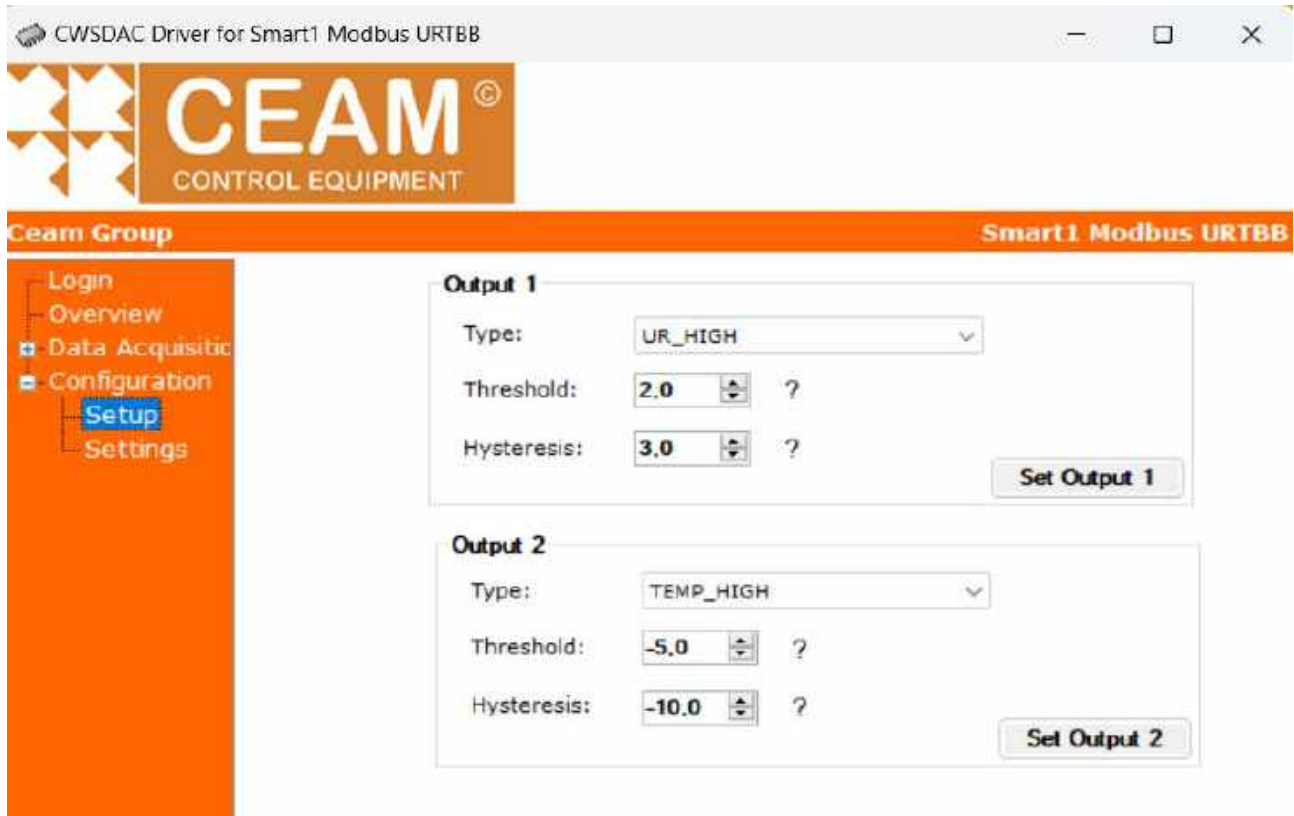 CWSDAC Driver for Smart1 Modbus URTBB
CEAM ©
CONTROL EQUIPMENT
Ceam Group
Smart1 Modbus URTBB
Login
Overview
Data Acquisitic
Configuration
Setup
Settings
Output 1
Type: UR_HIGH
Threshold: 2,0 ?
Hysteresis: 3,0 ?
Set Output 1
Output 2
Type: TEMP_HIGH
Threshold: -5,0 ?
Hysteresis: -10,0 ?
Set Output 2